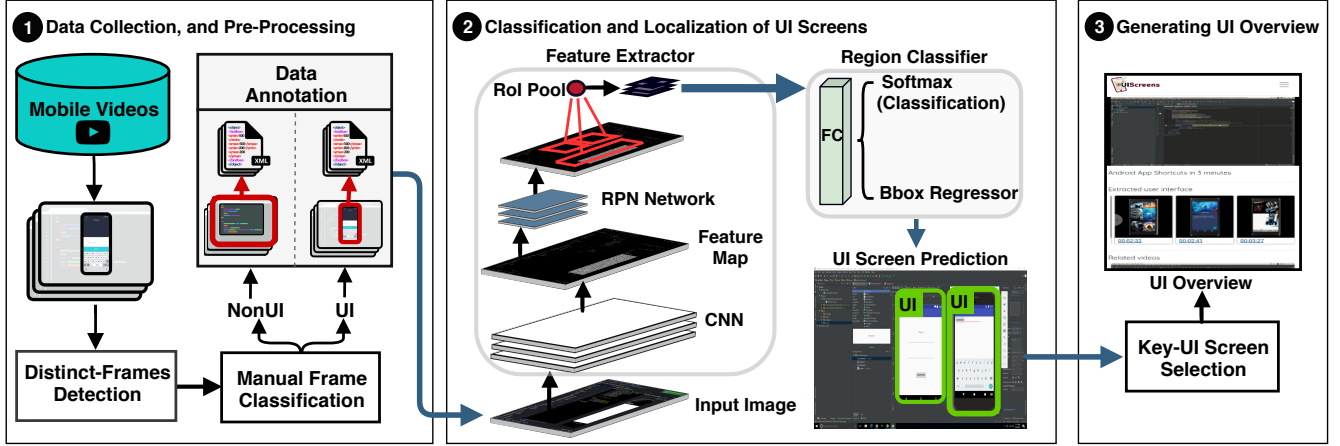 1 Data Collection, and Pre-Processing
Mobile Videos
Data
Annotation
XML
XML
NonUI
UI
Distinct-Frames
Detection
Manual Frame
Classification
2 Classification and Localization of UI Screens
Feature Extractor
RoI Pool
RPN Network
Feature
Map
CNN
Input Image
Region Classifier
FC
Softmax
(Classification)
Bbox Regressor
UI Screen Prediction
UI
UI
3 Generating UI Overview
UIScreens
Android App Shortcuts in 3 minutes
Extracted user interface
00:02:32
00:02:41
00:03:27
Related videos
UI Overview
Key-UI Screen
Selection